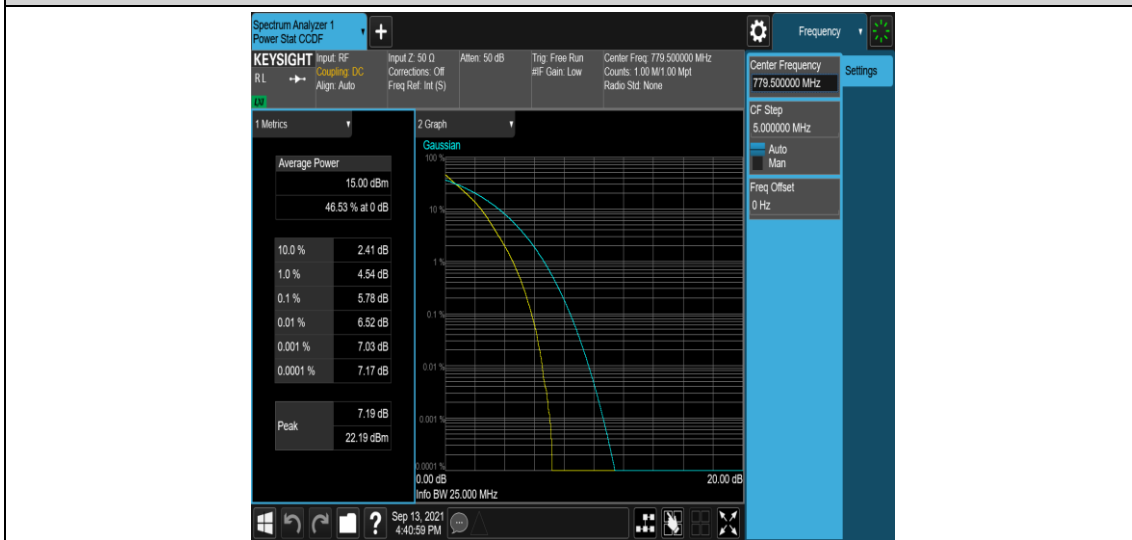 Spectrum Analyzer 1
Power Stat CCDF
+
Frequency
KEYSIGHT
RL
LXI
Input: RF
Coupling: DC
Align: Auto
Input Z: 50 Ω
Corrections: Off
Freq Ref: Int (S)
Atten: 50 dB
Trig: Free Run
#IF Gain: Low
Center Freq: 779.500000 MHz
Counts: 1.00 M/1.00 Mpt
Radio Std: None
Center Frequency
779.500000 MHz
Settings
CF Step
5.000000 MHz
Auto
Man
Freq Offset
0 Hz
1 Metrics
Average Power
15.00 dBm
46.53 % at 0 dB
10.0 % 2.41 dB
1.0 % 4.54 dB
0.1 % 5.78 dB
0.01 % 6.52 dB
0.001 % 7.03 dB
0.0001 % 7.17 dB
Peak 7.19 dB
22.19 dBm
2 Graph
Gaussian
100 %
10 %
1 %
0.1 %
0.01 %
0.001 %
0.0001 %
0.00 dB 20.00 dB
Info BW 25.000 MHz
?
Sep 13, 2021
4:40:59 PM